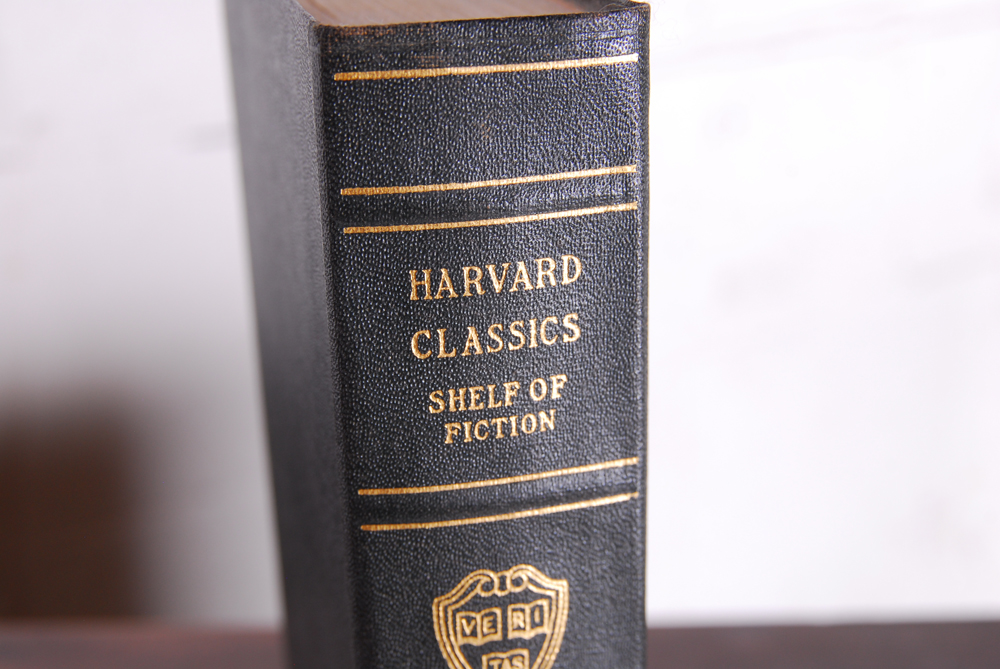 HARVARD
CLASSICS
SHELF OF
FICTION
VE RI
TAS